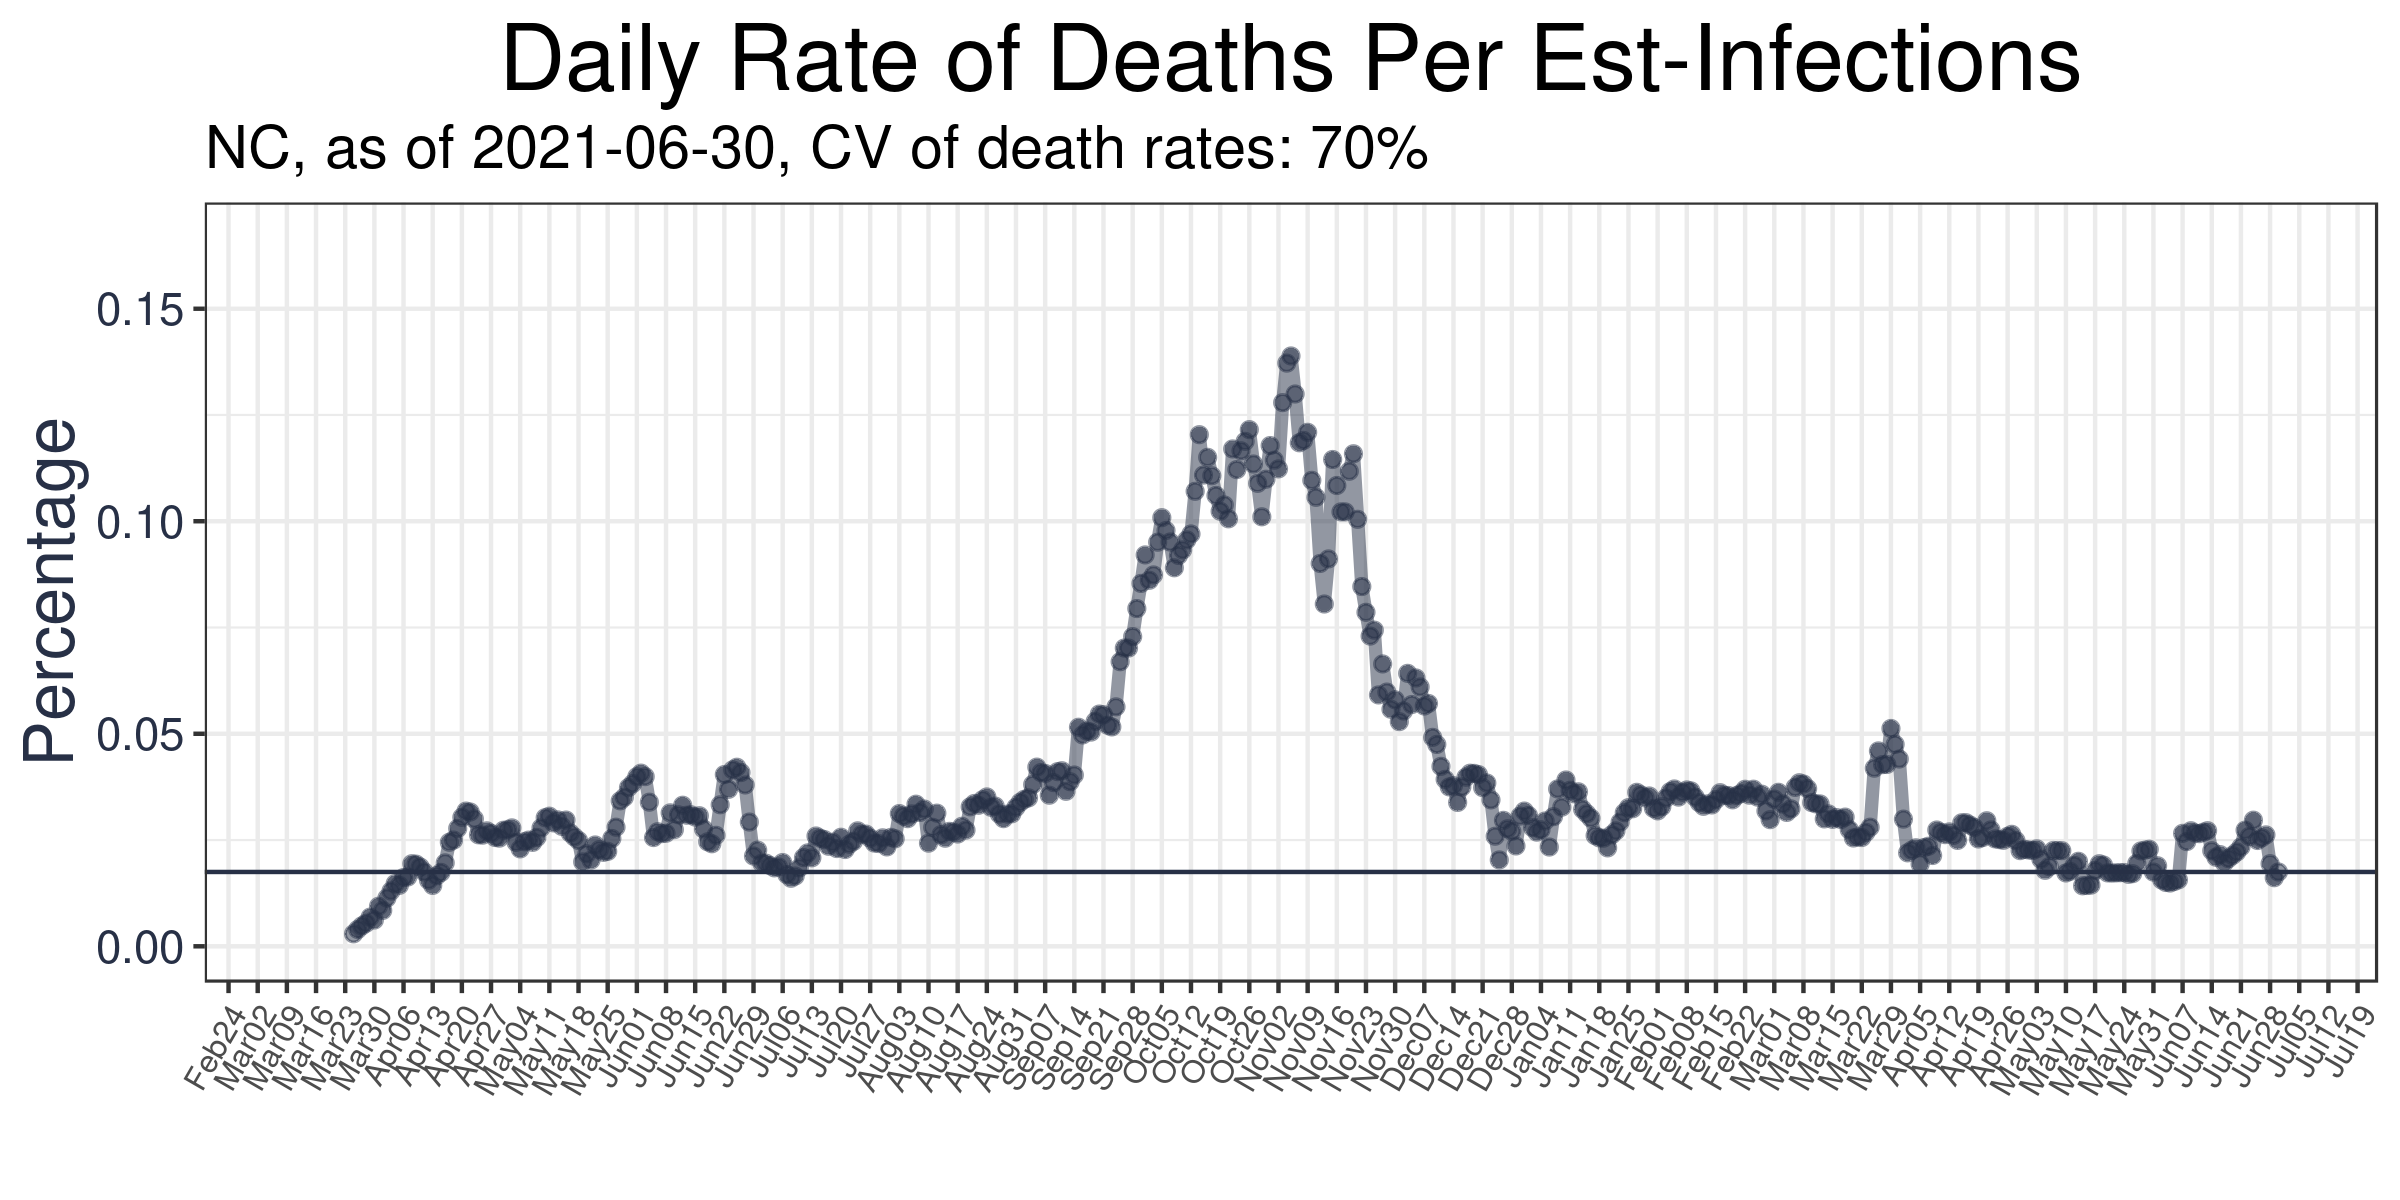 Daily Rate of Deaths Per Est-Infections
NC, as of 2021-06-30, CV of death rates: 70%
Percentage
0.15
0.10
0.05
0.00
Feb24
Mar02
Mar09
Mar16
Mar23
Mar30
Apr06
Apr13
Apr20
Apr27
May04
May11
May18
May25
Jun01
Jun08
Jun15
Jun22
Jun29
Jul06
Jul13
Jul20
Jul27
Aug03
Aug10
Aug17
Aug24
Aug31
Sep07
Sep14
Sep21
Sep28
Oct05
Oct12
Oct19
Oct26
Nov02
Nov09
Nov16
Nov23
Nov30
Dec07
Dec14
Dec21
Dec28
Jan04
Jan11
Jan18
Jan25
Feb01
Feb08
Feb15
Feb22
Mar01
Mar08
Mar15
Mar22
Mar29
Apr05
Apr12
Apr19
Apr26
May03
May10
May17
May24
May31
Jun07
Jun14
Jun21
Jun28
Jul05
Jul12
Jul19